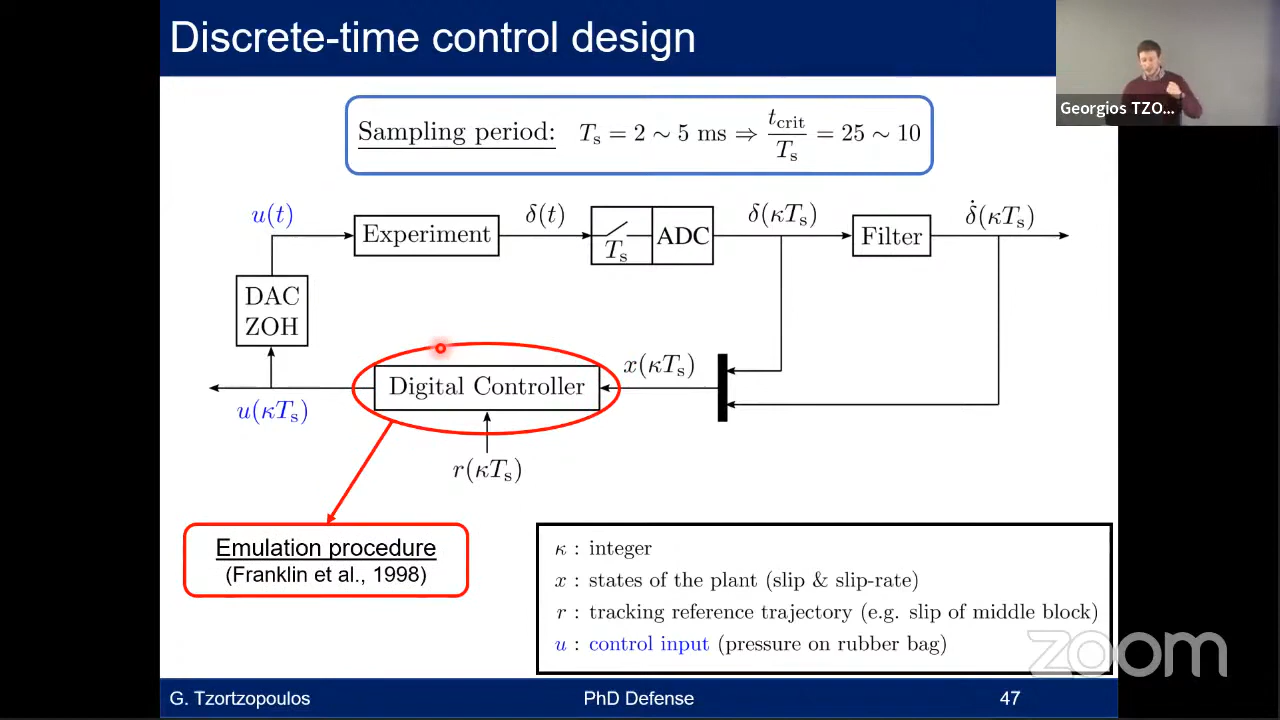 Discrete-time control design
Georgios TZO...
Sampling period: Tₛ = 2 ∼ 5 ms ⇒ t_crit/Tₛ = 25 ∼ 10
u(t)
Experiment
δ(t)
Tₛ
ADC
δ(κTₛ)
Filter
δ̇(κTₛ)
DAC
ZOH
Digital Controller
x(κTₛ)
u(κTₛ)
r(κTₛ)
Emulation procedure
(Franklin et al., 1998)
κ : integer
x : states of the plant (slip & slip-rate)
r : tracking reference trajectory (e.g. slip of middle block)
u : control input (pressure on rubber bag)
zoom
G. Tzortzopoulos
PhD Defense
47